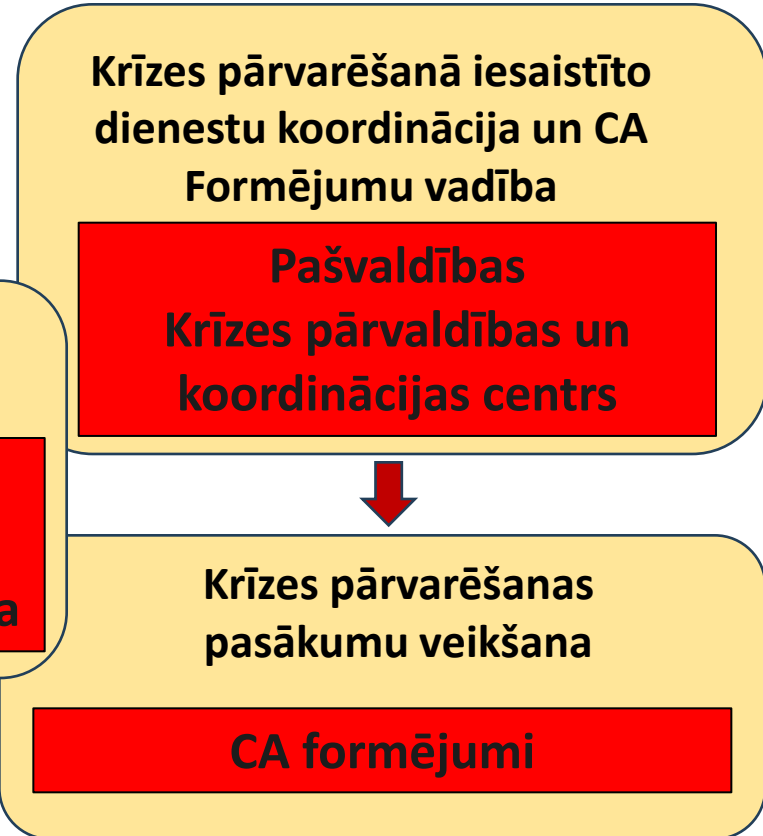 Krīzes pārvarēšanā iesaistīto
dienestu koordinācija un CA
Formējumu vadība
Pašvaldības
Krīzes pārvaldības un
koordinācijas centrs
Krīzes pārvarēšanas
pasākumu veikšana
CA formējumi